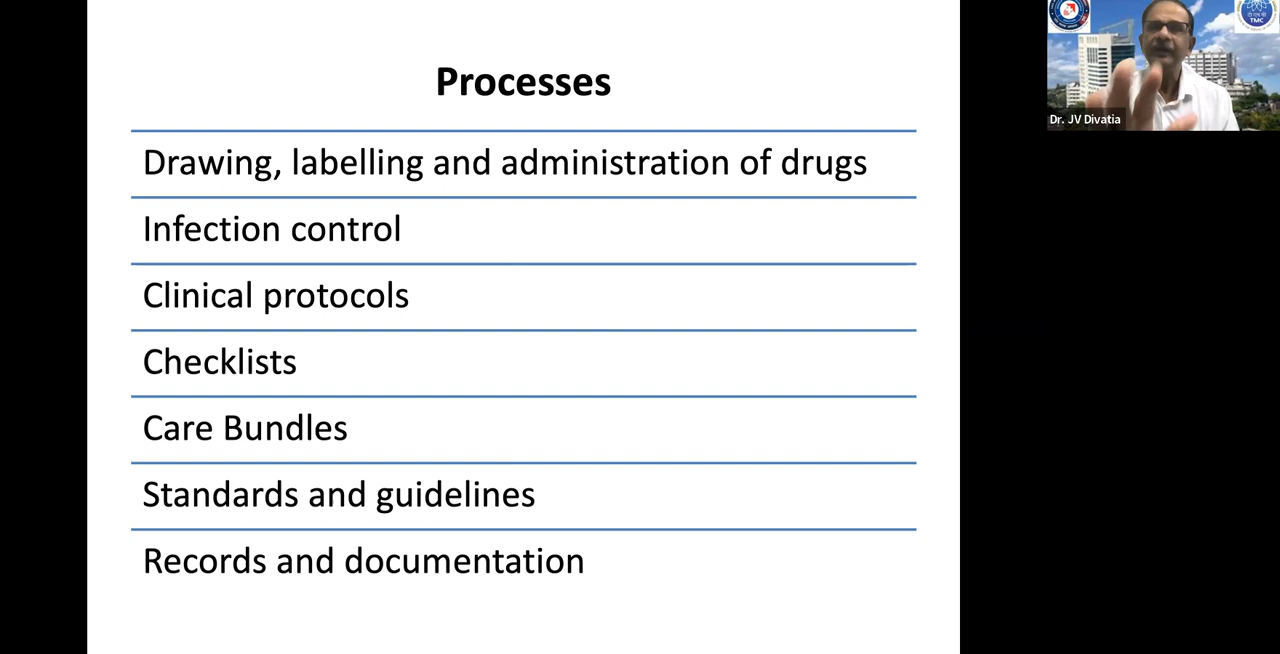 Processes
Drawing, labelling and administration of drugs
Infection control
Clinical protocols
Checklists
Care Bundles
Standards and guidelines
Records and documentation
TMC
Dr. JV Divatia